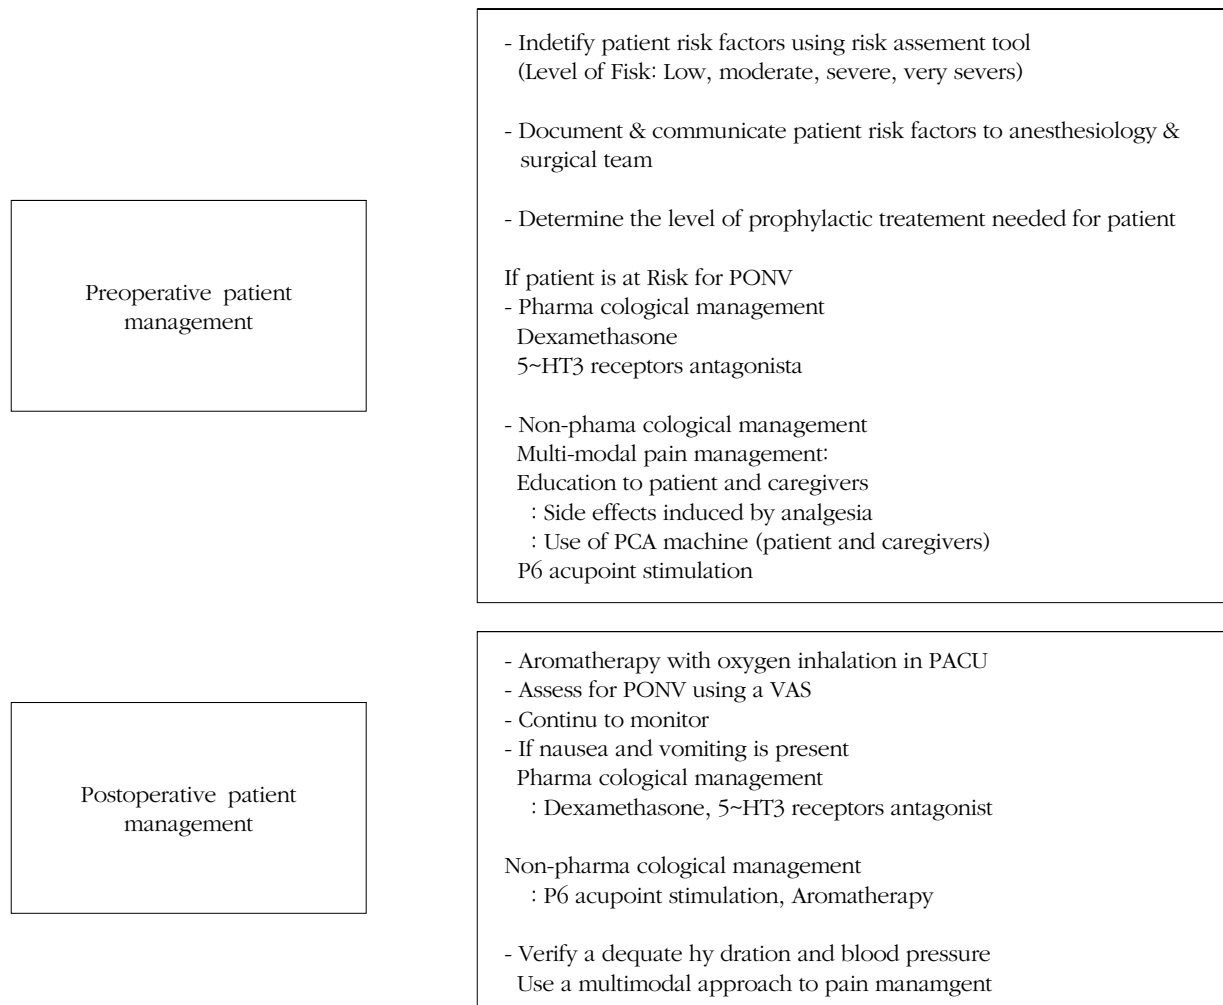 - Indetify patient risk factors using risk assement tool
(Level of Fisk: Low, moderate, severe, very severs)
- Document & communicate patient risk factors to anesthesiology &
surgical team
- Determine the level of prophylactic treatement needed for patient
Preoperative patient
management
If patient is at Risk for PONV
- Pharma cological management
Dexamethasone
5~HT3 receptors antagonista
- Non-phama cological management
Multi-modal pain management:
Education to patient and caregivers
: Side effects induced by analgesia
: Use of PCA machine (patient and caregivers)
P6 acupoint stimulation
- Aromatherapy with oxygen inhalation in PACU
- Assess for PONV using a VAS
- Continu to monitor
- If nausea and vomiting is present
Pharma cological management
: Dexamethasone, 5~HT3 receptors antagonist
Postoperative patient
management
Non-pharma cological management
: P6 acupoint stimulation, Aromatherapy
- Verify a dequate hy dration and blood pressure
Use a multimodal approach to pain manamgent